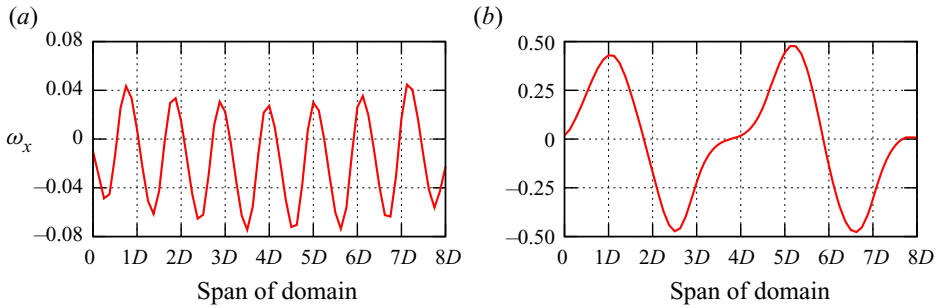 (a)
(b)
0.08
0.04
0
–0.04
–0.08
ωx
0 1D 2D 3D 4D 5D 6D 7D 8D
Span of domain
0.50
0.25
0
–0.25
–0.50
0 1D 2D 3D 4D 5D 6D 7D 8D
Span of domain